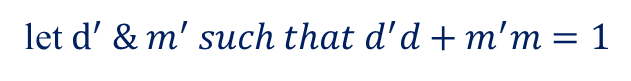 let d′ & m′ such that d′d + m′m = 1